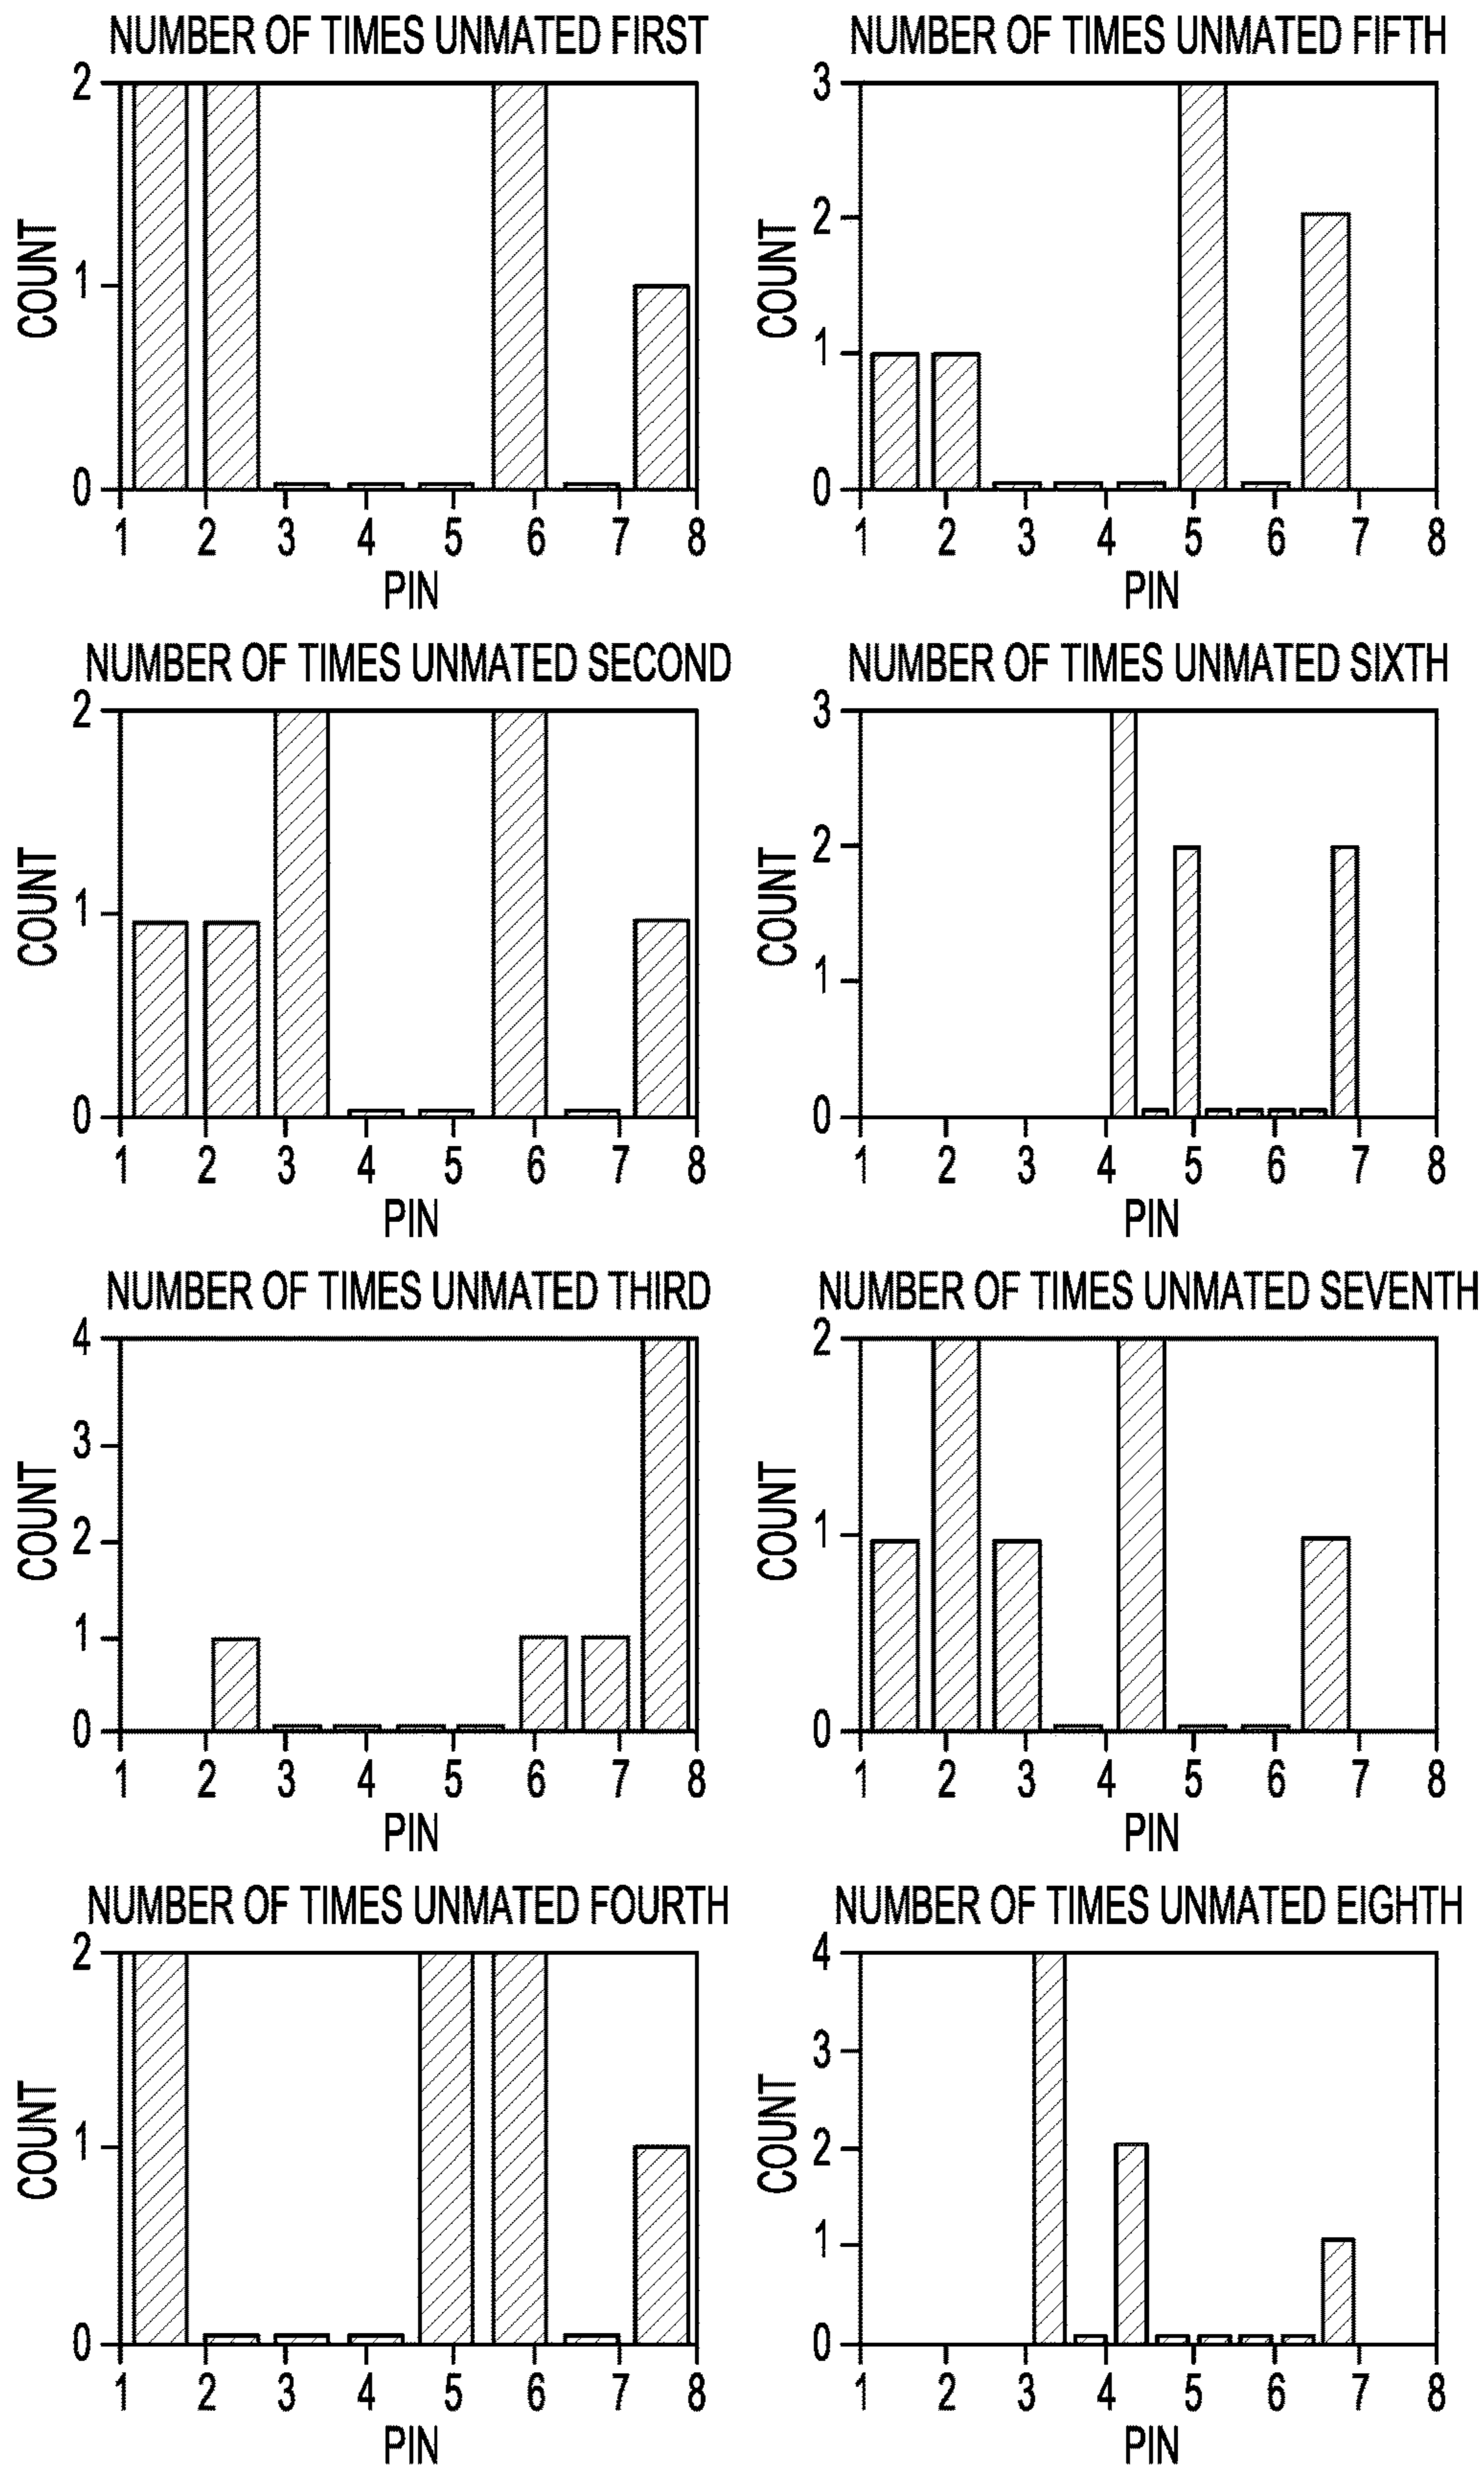 NUMBER OF TIMES UNMATED FIRST
2
1
0
COUNT
1 2 3 4 5 6 7 8
PIN
NUMBER OF TIMES UNMATED FIFTH
3
2
1
0
COUNT
1 2 3 4 5 6 7 8
PIN
NUMBER OF TIMES UNMATED SECOND
2
1
0
COUNT
1 2 3 4 5 6 7 8
PIN
NUMBER OF TIMES UNMATED SIXTH
3
2
1
0
COUNT
1 2 3 4 5 6 7 8
PIN
NUMBER OF TIMES UNMATED THIRD
4
3
2
1
0
COUNT
1 2 3 4 5 6 7 8
PIN
NUMBER OF TIMES UNMATED SEVENTH
2
1
0
COUNT
1 2 3 4 5 6 7 8
PIN
NUMBER OF TIMES UNMATED FOURTH
2
1
0
COUNT
1 2 3 4 5 6 7 8
PIN
NUMBER OF TIMES UNMATED EIGHTH
4
3
2
1
0
COUNT
1 2 3 4 5 6 7 8
PIN